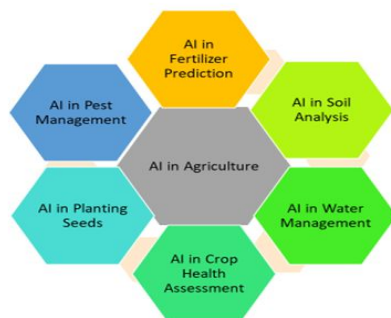 AI in
Fertilizer
Prediction
AI in Pest
Management
AI in Soil
Analysis
AI in Agriculture
AI in Planting
Seeds
AI in Water
Management
AI in Crop
Health
Assessment